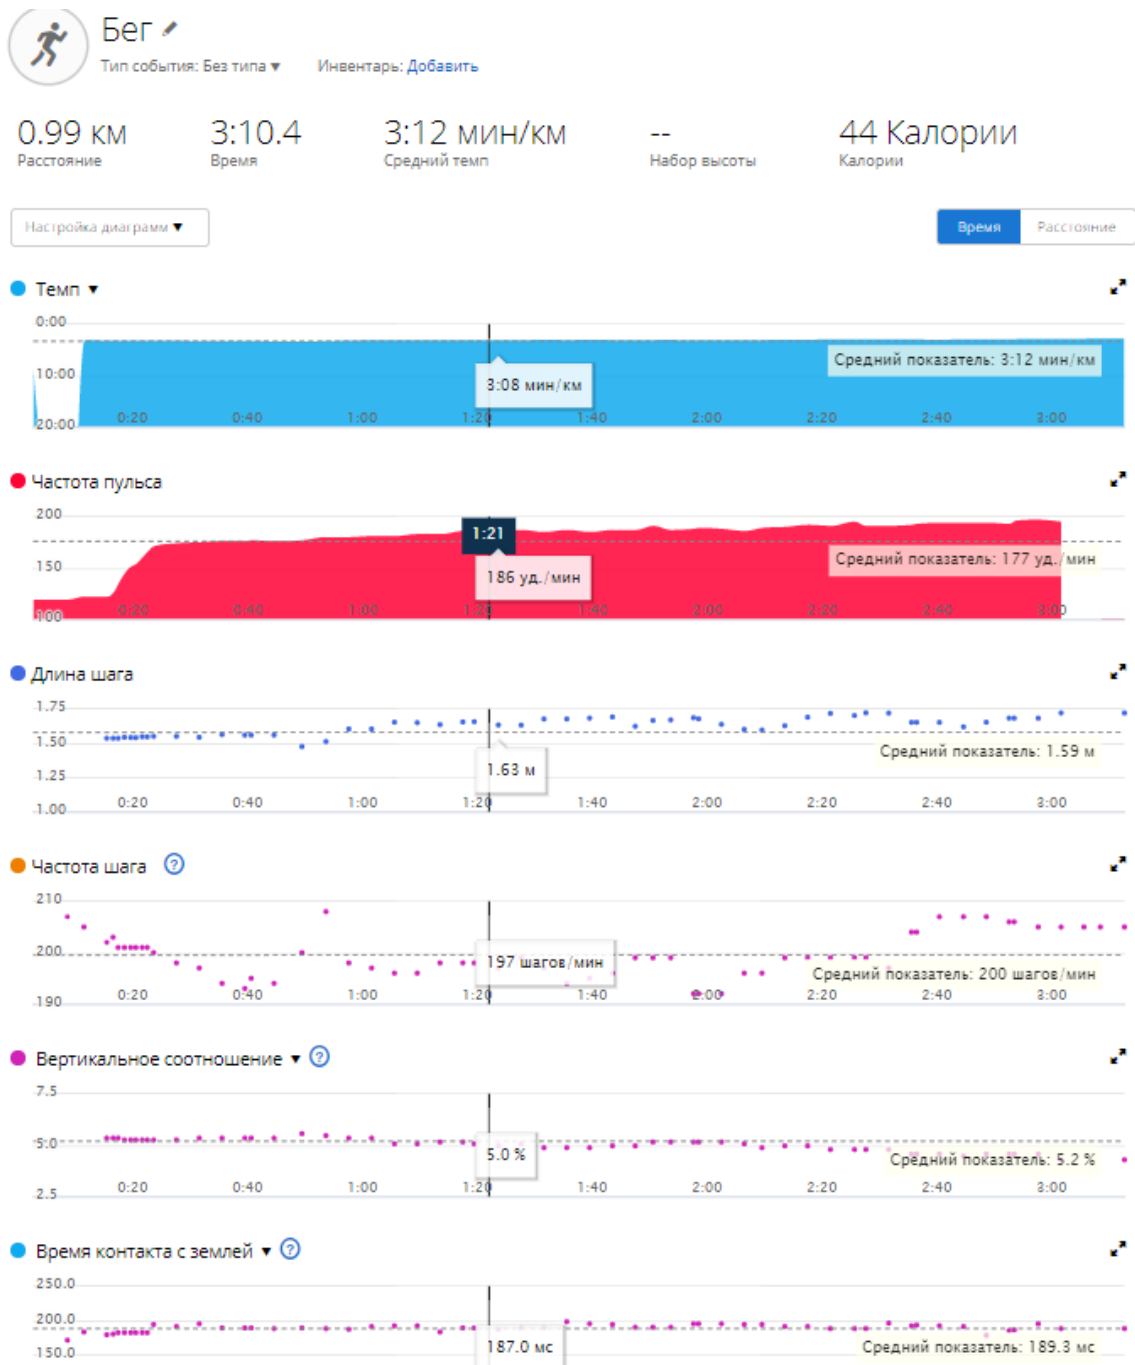 Бег
Тип события: Без типа ▼ Инвентарь: Добавить
0.99 км 3:10.4 3:12 мин/км -- 44 Калории
Расстояние Время Средний темп Набор высоты Калории
Настройка диаграмм ▼ Время Расстояние
Темп ▼
0:00
Средний показатель: 3:12 мин/км
10:00
3:08 мин/км
20:00 0:20 0:40 1:00 1:20 1:40 2:00 2:20 2:40 3:00
Частота пульса
200
1:21
150
Средний показатель: 177 уд./мин
186 уд./мин
100 0:20 0:40 1:00 1:20 1:40 2:00 2:20 2:40 3:00
Длина шага
1.75
1.50
Средний показатель: 1.59 м
1.63 м
1.25
1.00 0:20 0:40 1:00 1:20 1:40 2:00 2:20 2:40 3:00
Частота шага ?
210
200
197 шагов/мин
Средний показатель: 200 шагов/мин
190 0:20 0:40 1:00 1:20 1:40 2:00 2:20 2:40 3:00
Вертикальное соотношение ▼ ?
7.5
5.0
5.0 %
Средний показатель: 5.2 %
2.5 0:20 0:40 1:00 1:20 1:40 2:00 2:20 2:40 3:00
Время контакта с землей ▼ ?
250.0
200.0
187.0 мс
Средний показатель: 189.3 мс
150.0